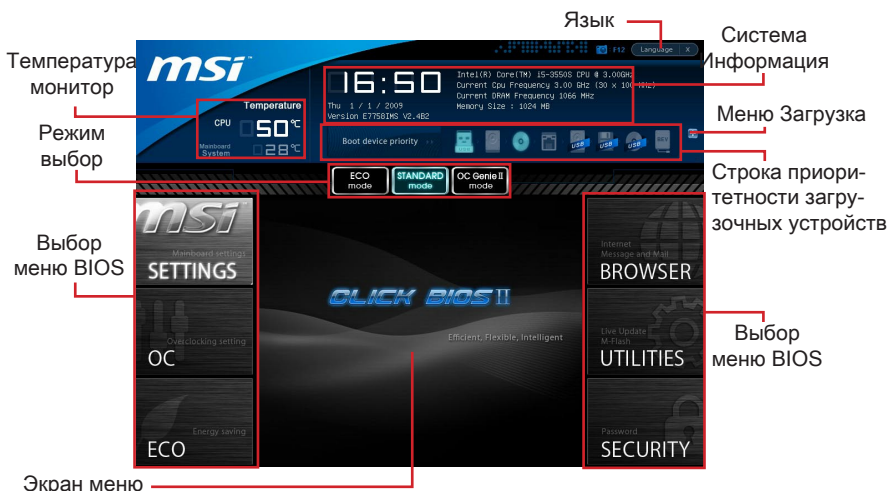 Язык
Система
Информация
Температура
монитор
Режим
выбор
Меню Загрузка
Строка приори-
тетности загру-
зочных устройств
Выбор
меню BIOS
Выбор
меню BIOS
Экран меню
msi
F12
Language X
16:50
Thu 1 / 1 / 2009
Version E7758IMS V2.4B2
Intel(R) Core(TM) i5-3550S CPU @ 3.00GHz
Current Cpu Frequency 3.00 GHz (30 x 100 MHz)
Current DRAM Frequency 1066 MHz
Memory Size : 1024 MB
Temperature
CPU 50°C
Mainboard
System 28°C
Boot device priority
USB
USB
USB
ECO
mode
STANDARD
mode
OC Genie II
mode
msi
Mainboard settings
SETTINGS
Overclocking setting
OC
Energy saving
ECO
CLICK BIOS II
Efficient, Flexible, Intelligent
Internet
Message and Mail
BROWSER
Live Update
M-Flash
UTILITIES
Password
SECURITY